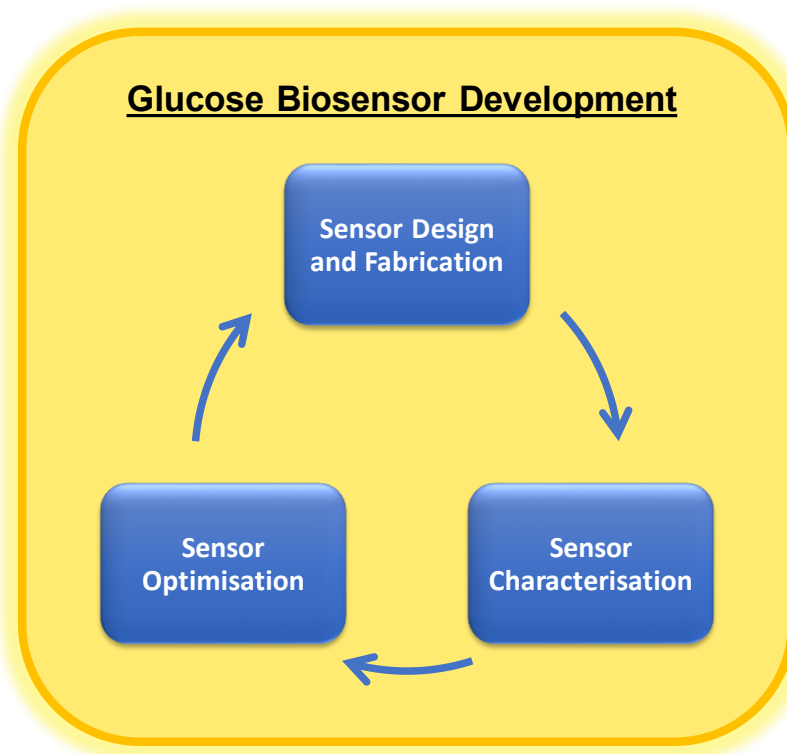 Glucose Biosensor Development
Sensor Design
and Fabrication
Sensor
Optimisation
Sensor
Characterisation